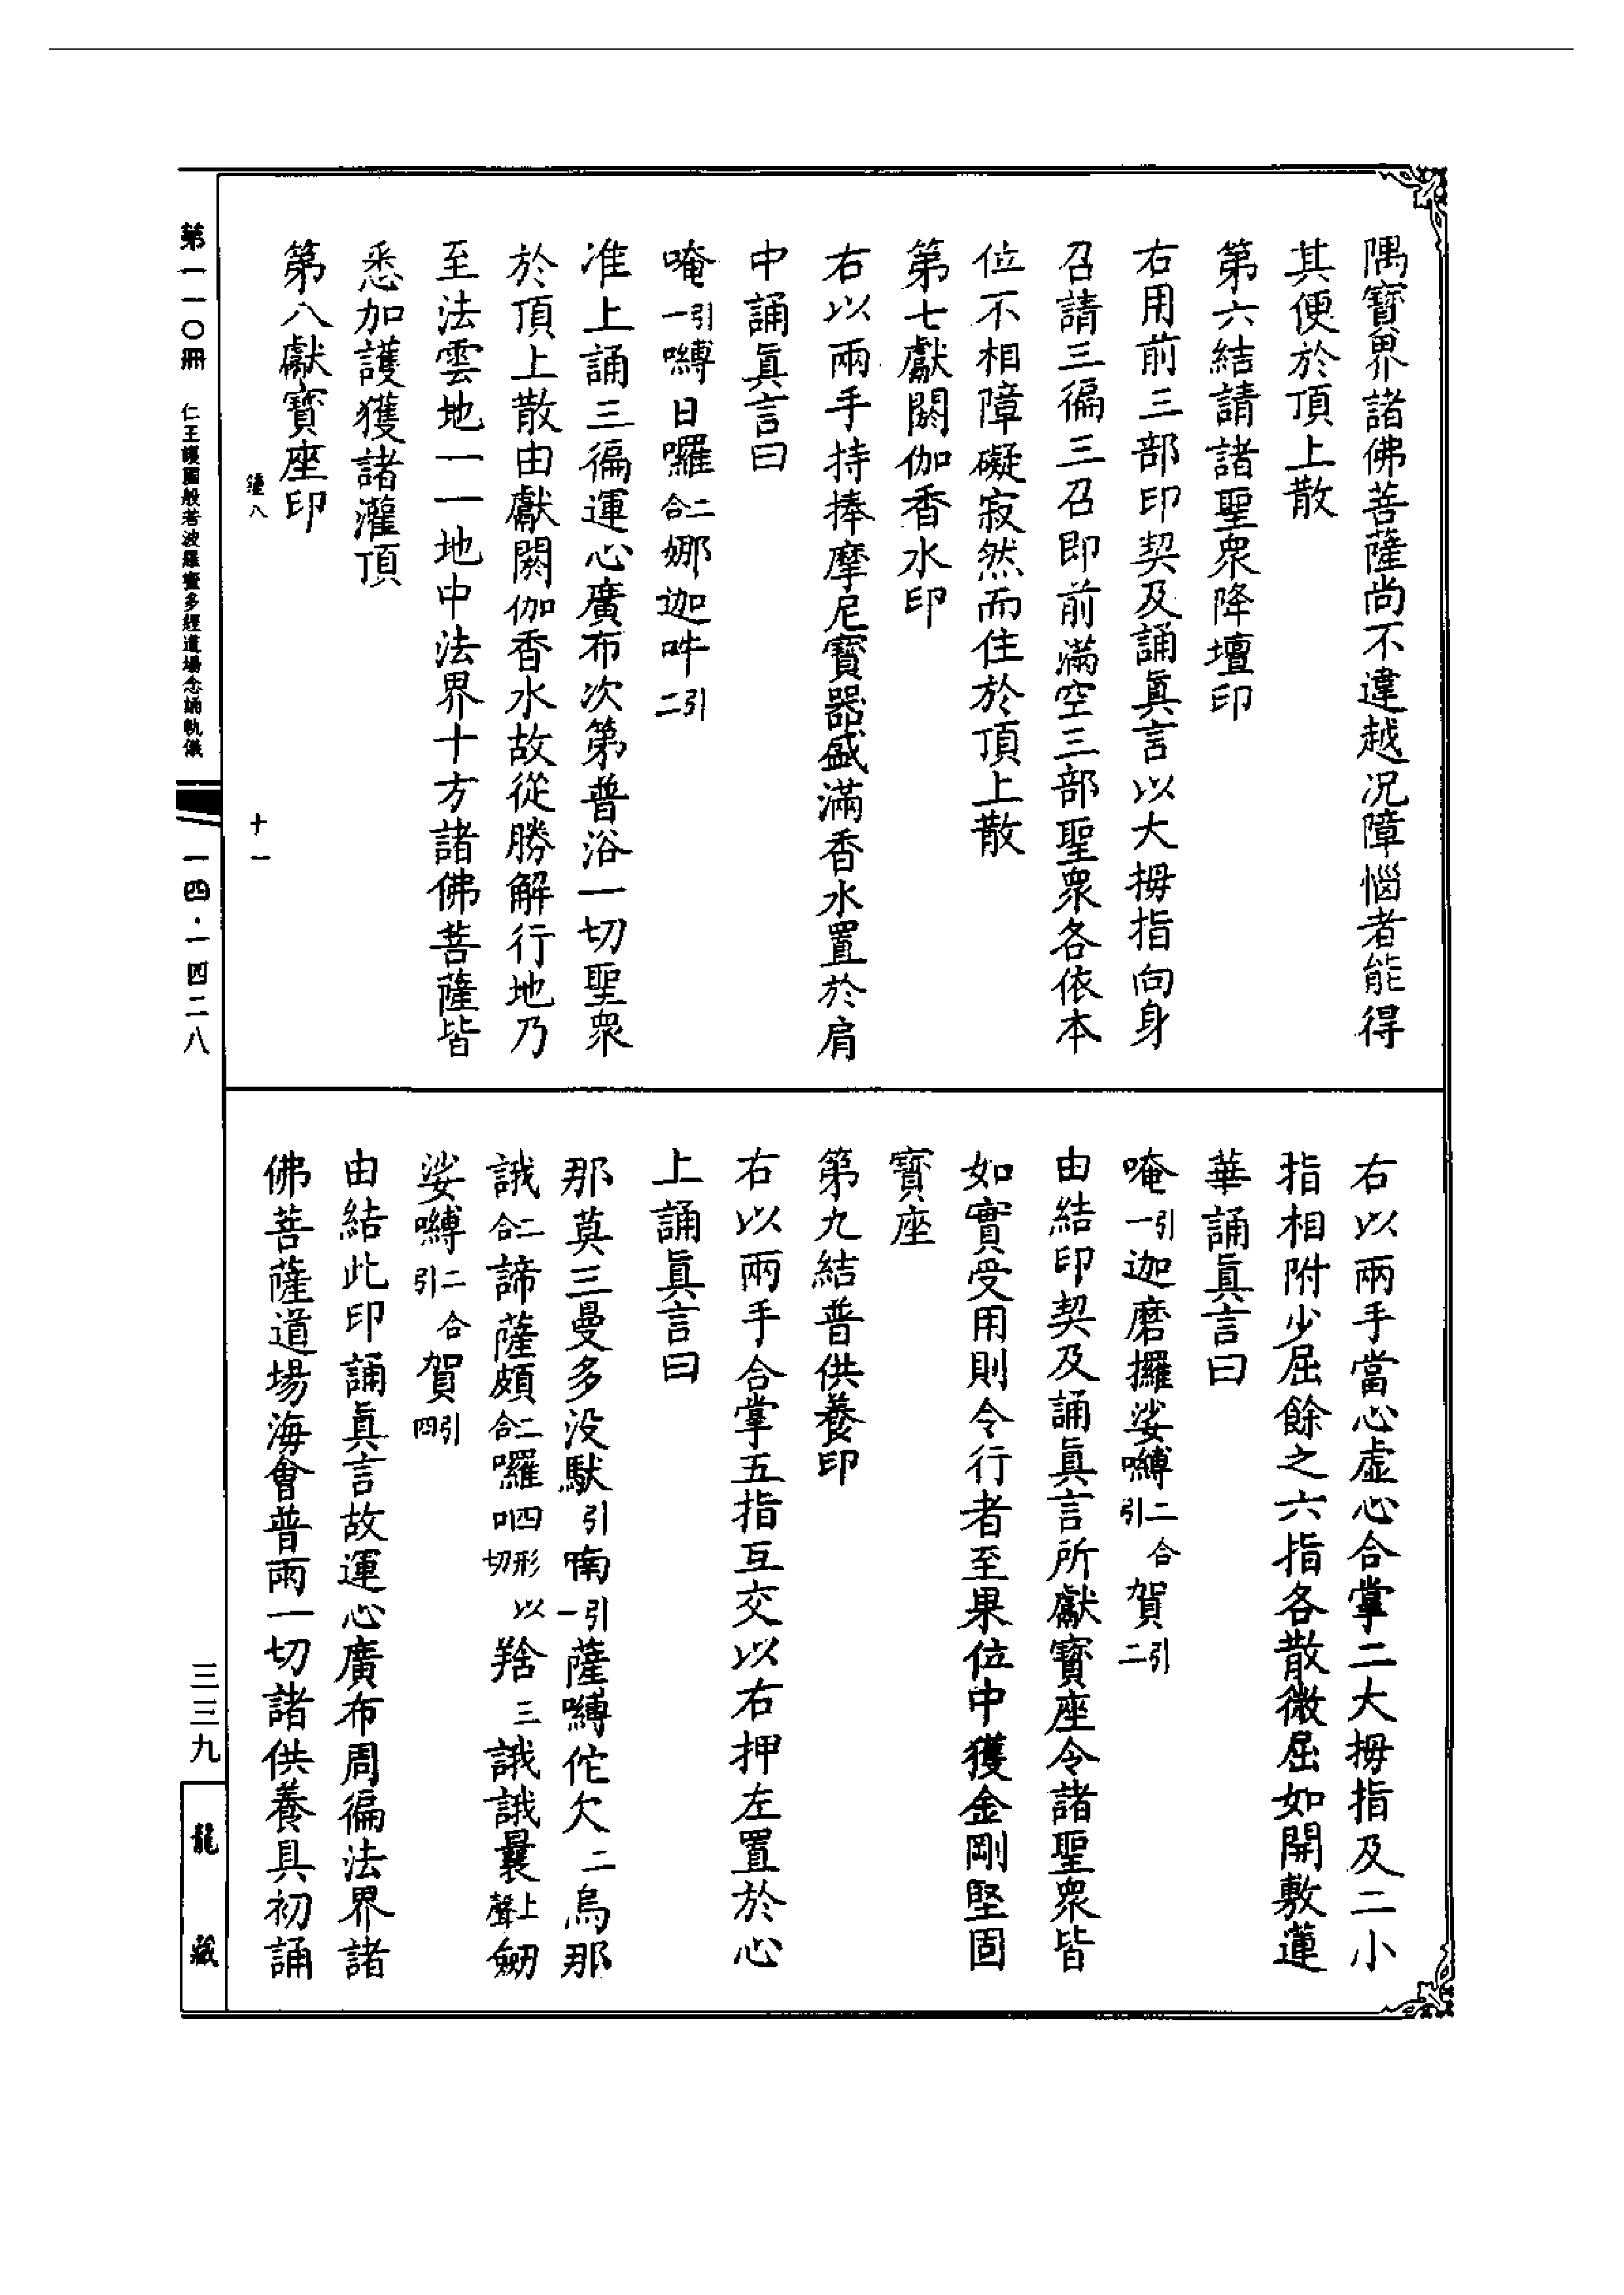 隅寶界諸佛菩薩尚不違越况障惱者能得
其便於頂上散
第六結請諸聖衆降壇印
右用前三部印契及誦眞言以大拇指向身
召請三徧三召即前滿空三部聖衆各依本
位不相障礙寂然而住於頂上散
第七獻閼伽香水印
右以兩手持捧摩尼寶器盛滿香水置於肩
中誦眞言曰
唵引一嚩日囉二合娜迦吽引二
准上誦三徧運心廣布次第普浴一切聖衆
於頂上散由獻閼伽香水故從勝解行地乃
至法雲地一一地中法界十方諸佛菩薩皆
悉加護獲諸灌頂
第八獻寶座印
右以兩手當心虚心合掌二大拇指及二小
指相附少屈餘之六指各散微屈如開敷蓮
華誦眞言曰
唵引一迦磨攞娑嚩二合引賀引二
由結印契及誦眞言所獻寶座令諸聖衆皆
如實受用則令行者至果位中獲金剛堅固
寶座
第九結普供養印
右以兩手合掌五指互交以右押左置於心
上誦眞言曰
那莫三曼多没馱引喃引一薩嚩佗欠二烏那
誐二合諦薩頗二合囉四形以切呬羚三誐誐曩上聲劒
娑嚩二合引賀引四
由結此印誦眞言故運心廣布周徧法界諸
佛菩薩道場海會普雨一切諸供養具初誦
第一一〇冊 仁王護國般若波羅蜜多經道場念誦軌儀
一四·一四二八
三三九
龍藏
八
十一